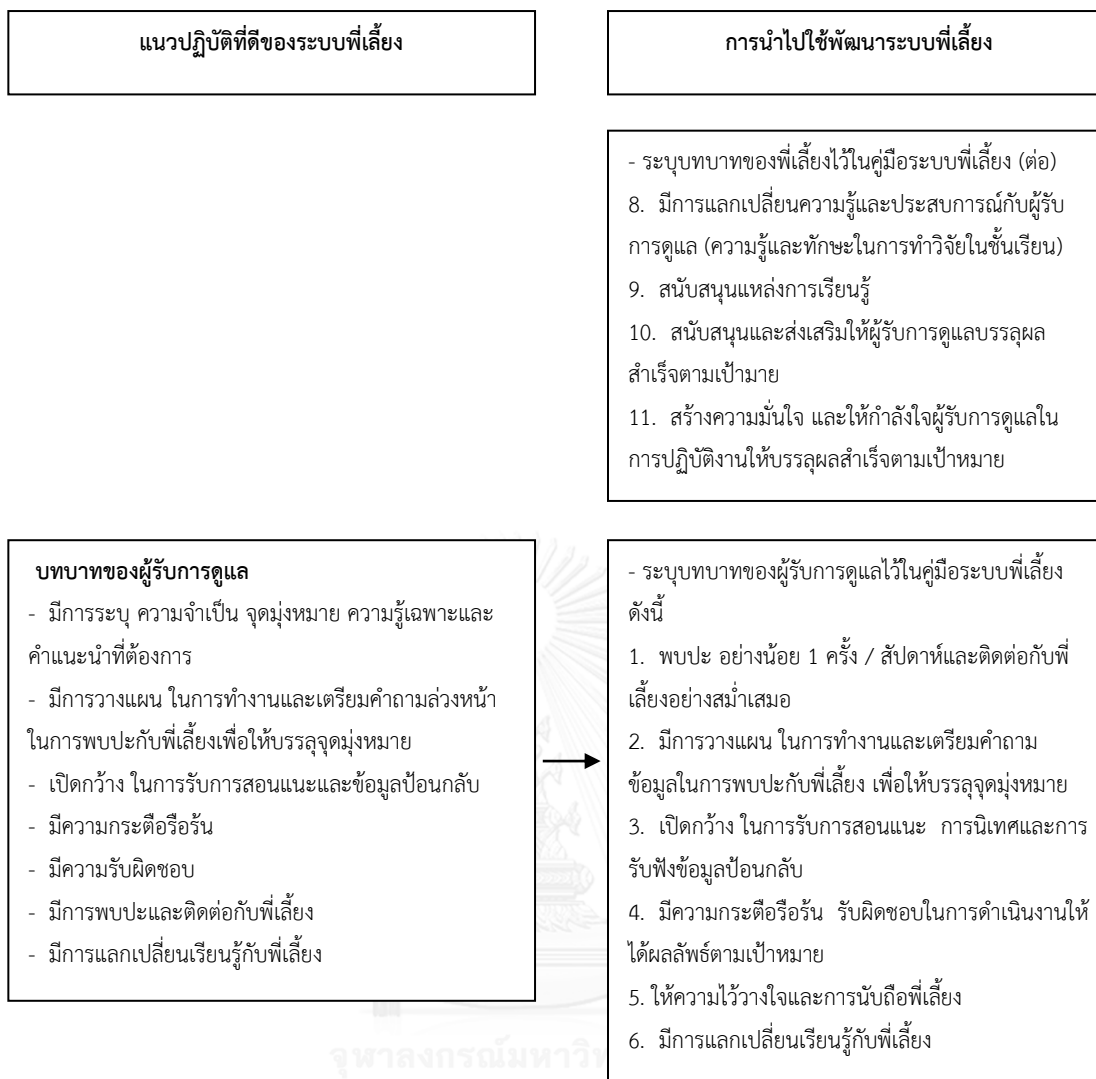 แนวปฏิบัติที่ดีของระบบพี่เลี้ยง
การนำไปใช้พัฒนาระบบพี่เลี้ยง
- ระบุบทบาทของพี่เลี้ยงไว้ในคู่มือระบบพี่เลี้ยง (ต่อ)
8. มีการแลกเปลี่ยนความรู้และประสบการณ์กับผู้รับ
การดูแล (ความรู้และทักษะในการทำวิจัยในชั้นเรียน)
9. สนับสนุนแหล่งการเรียนรู้
10. สนับสนุนและส่งเสริมให้ผู้รับการดูแลบรรลุผล
สำเร็จตามเป้ามาย
11. สร้างความมั่นใจ และให้กำลังใจผู้รับการดูแลใน
การปฏิบัติงานให้บรรลุผลสำเร็จตามเป้าหมาย
บทบาทของผู้รับการดูแล
- มีการระบุ ความจำเป็น จุดมุ่งหมาย ความรู้เฉพาะและ
คำแนะนำที่ต้องการ
- มีการวางแผน ในการทำงานและเตรียมคำถามล่วงหน้า
ในการพบปะกับพี่เลี้ยงเพื่อให้บรรลุจุดมุ่งหมาย
- เปิดกว้าง ในการรับการสอนแนะและข้อมูลป้อนกลับ
- มีความกระตือรือร้น
- มีความรับผิดชอบ
- มีการพบปะและติดต่อกับพี่เลี้ยง
- มีการแลกเปลี่ยนเรียนรู้กับพี่เลี้ยง
- ระบุบทบาทของผู้รับการดูแลไว้ในคู่มือระบบพี่เลี้ยง
ดังนี้
1. พบปะ อย่างน้อย 1 ครั้ง / สัปดาห์และติดต่อกับพี่
เลี้ยงอย่างสม่ำเสมอ
2. มีการวางแผน ในการทำงานและเตรียมคำถาม
ข้อมูลในการพบปะกับพี่เลี้ยง เพื่อให้บรรลุจุดมุ่งหมาย
3. เปิดกว้าง ในการรับการสอนแนะ การนิเทศและการ
รับฟังข้อมูลป้อนกลับ
4. มีความกระตือรือร้น รับผิดชอบในการดำเนินงานให้
ได้ผลลัพธ์ตามเป้าหมาย
5. ให้ความไว้วางใจและการนับถือพี่เลี้ยง
6. มีการแลกเปลี่ยนเรียนรู้กับพี่เลี้ยง